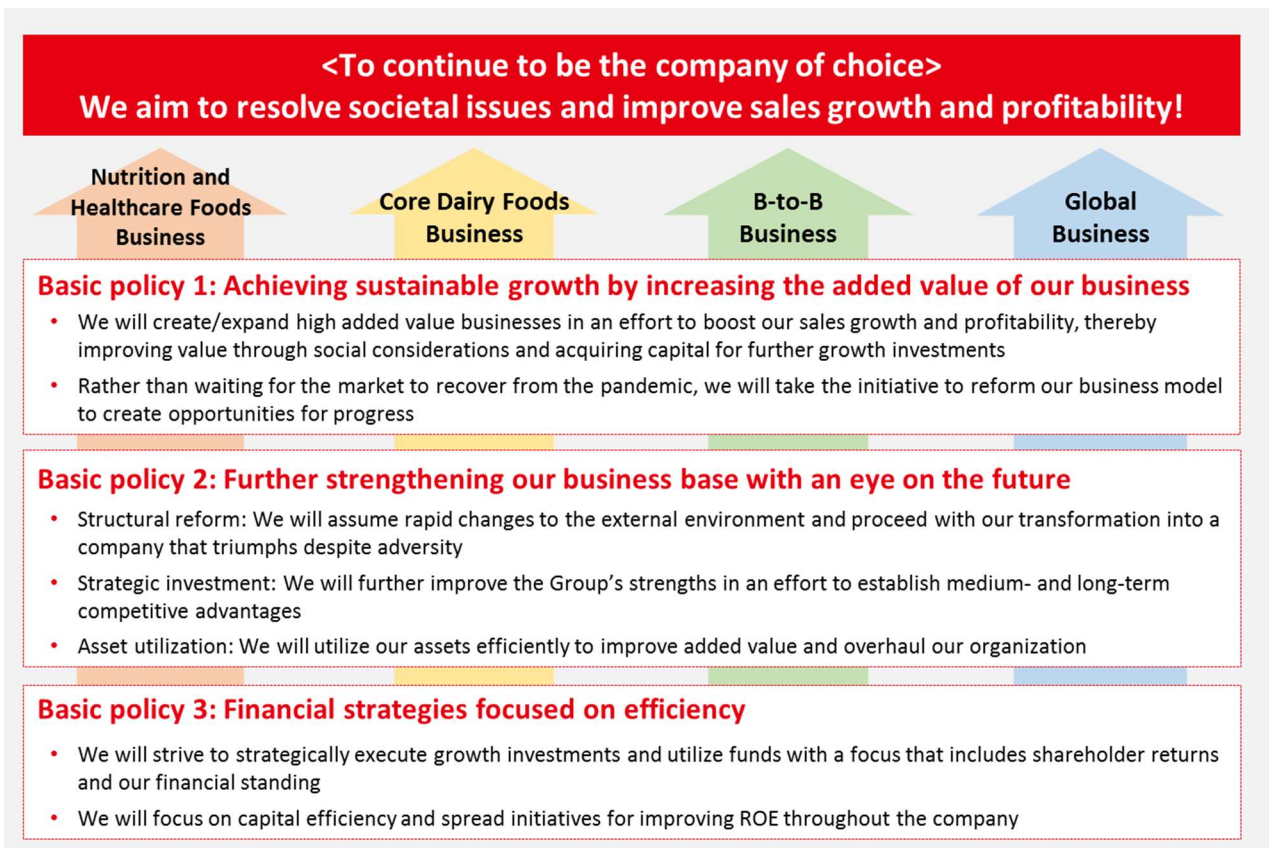 <To continue to be the company of choice>
We aim to resolve societal issues and improve sales growth and profitability!
Nutrition and
Healthcare Foods
Business
Core Dairy Foods
Business
B-to-B
Business
Global
Business
Basic policy 1: Achieving sustainable growth by increasing the added value of our business
• We will create/expand high added value businesses in an effort to boost our sales growth and profitability, thereby
improving value through social considerations and acquiring capital for further growth investments
• Rather than waiting for the market to recover from the pandemic, we will take the initiative to reform our business model
to create opportunities for progress
Basic policy 2: Further strengthening our business base with an eye on the future
• Structural reform: We will assume rapid changes to the external environment and proceed with our transformation into a
company that triumphs despite adversity
• Strategic investment: We will further improve the Group's strengths in an effort to establish medium- and long-term
competitive advantages
• Asset utilization: We will utilize our assets efficiently to improve added value and overhaul our organization
Basic policy 3: Financial strategies focused on efficiency
• We will strive to strategically execute growth investments and utilize funds with a focus that includes shareholder returns
and our financial standing
• We will focus on capital efficiency and spread initiatives for improving ROE throughout the company